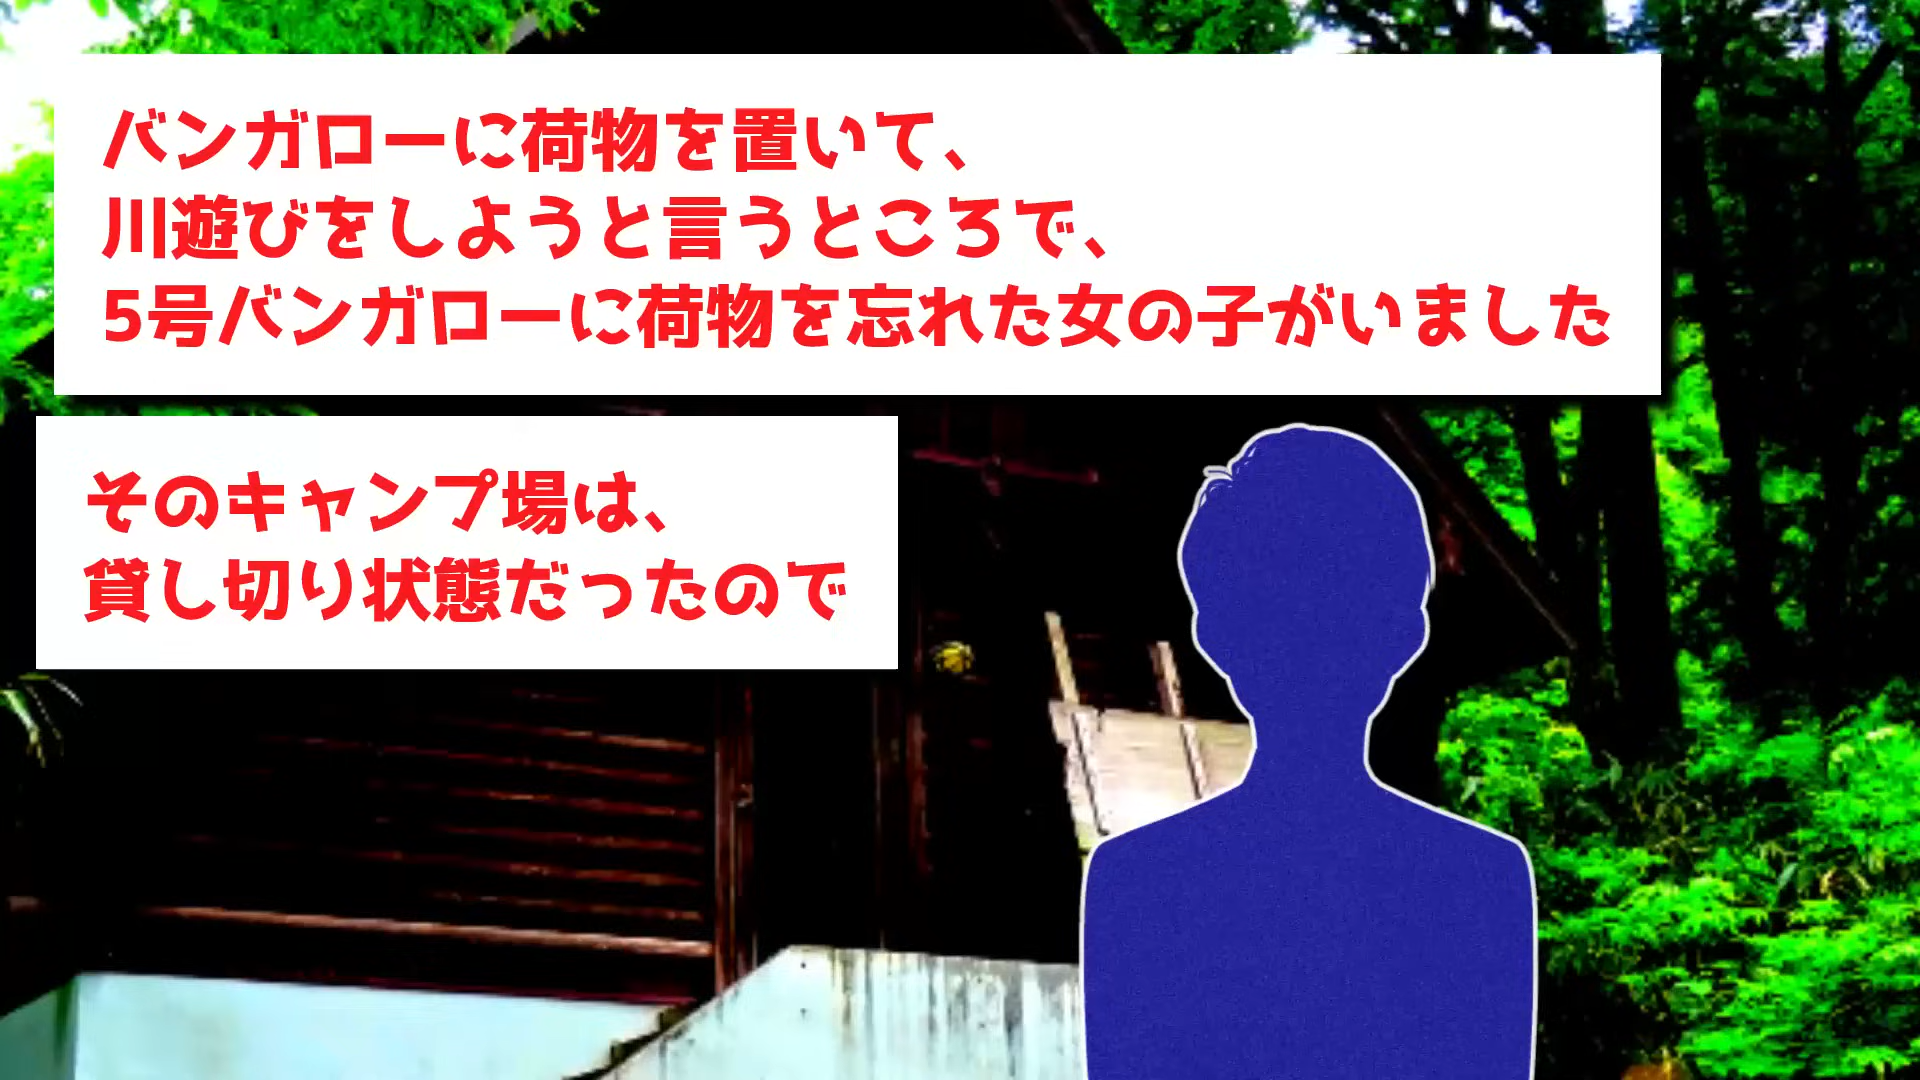 バンガローに荷物を置いて、
川遊びをしようと言うところで、
5号バンガローに荷物を忘れた女の子がいました
そのキャンプ場は、
貸し切り状態だったので